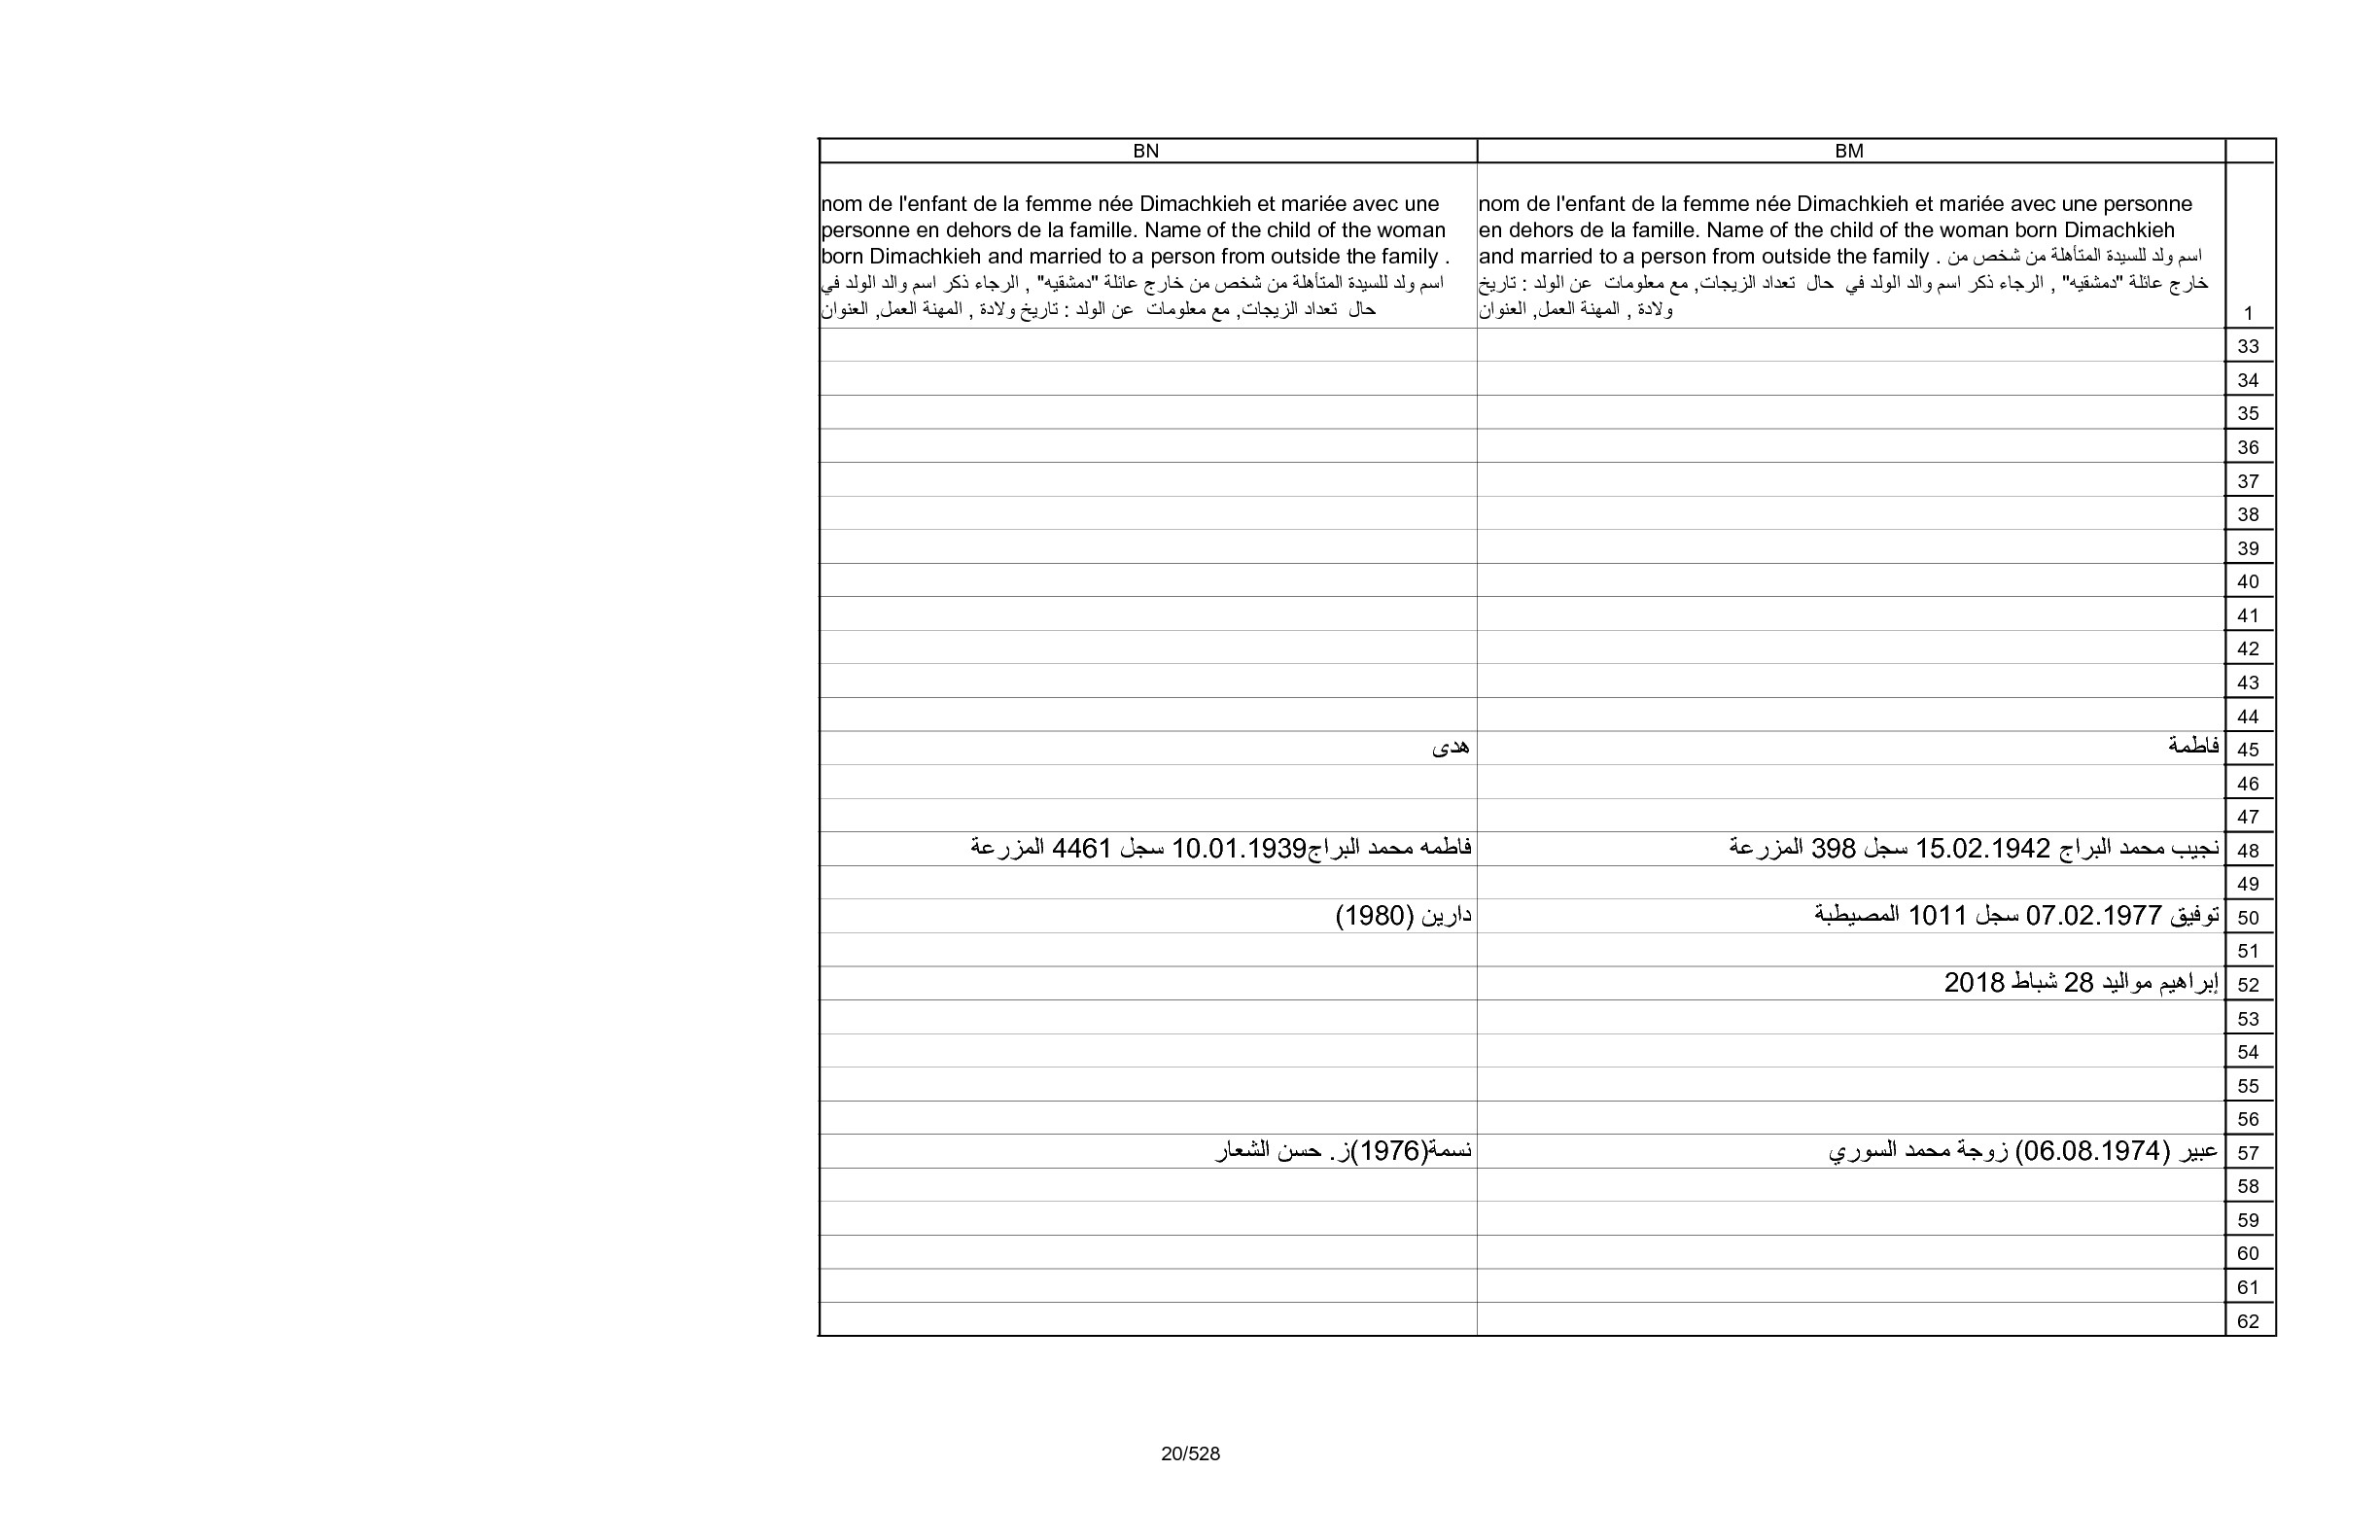 BM
BN
nom de l'enfant de la femme née Dimachkieh et mariée avec une personne
en dehors de la famille. Name of the child of the woman born Dimachkieh
and married to a person from outside the family . اسم ولد للسيدة المتأهلة من شخص من
خارج عائلة "دمشقيه" , الرجاء ذكر اسم والد الولد في حال تعداد الزيجات, مع معلومات عن الولد : تاريخ
ولادة , المهنة العمل, العنوان
nom de l'enfant de la femme née Dimachkieh et mariée avec une
personne en dehors de la famille. Name of the child of the woman
born Dimachkieh and married to a person from outside the family .
اسم ولد للسيدة المتأهلة من شخص من خارج عائلة "دمشقيه" , الرجاء ذكر اسم والد الولد في
حال تعداد الزيجات, مع معلومات عن الولد : تاريخ ولادة , المهنة العمل, العنوان
1
33
34
35
36
37
38
39
40
41
42
43
44
45 فاطمة هدى
46
47
48 نجيب محمد البراج 15.02.1942 سجل 398 المزرعة فاطمه محمد البراج10.01.1939 سجل 4461 المزرعة
49
50 توفيق 07.02.1977 سجل 1011 المصيطبة دارين (1980)
51
52 إبراهيم مواليد 28 شباط 2018
53
54
55
56
57 عبير (06.08.1974) زوجة محمد السوري نسمة(1976)ز. حسن الشعار
58
59
60
61
62
20/528